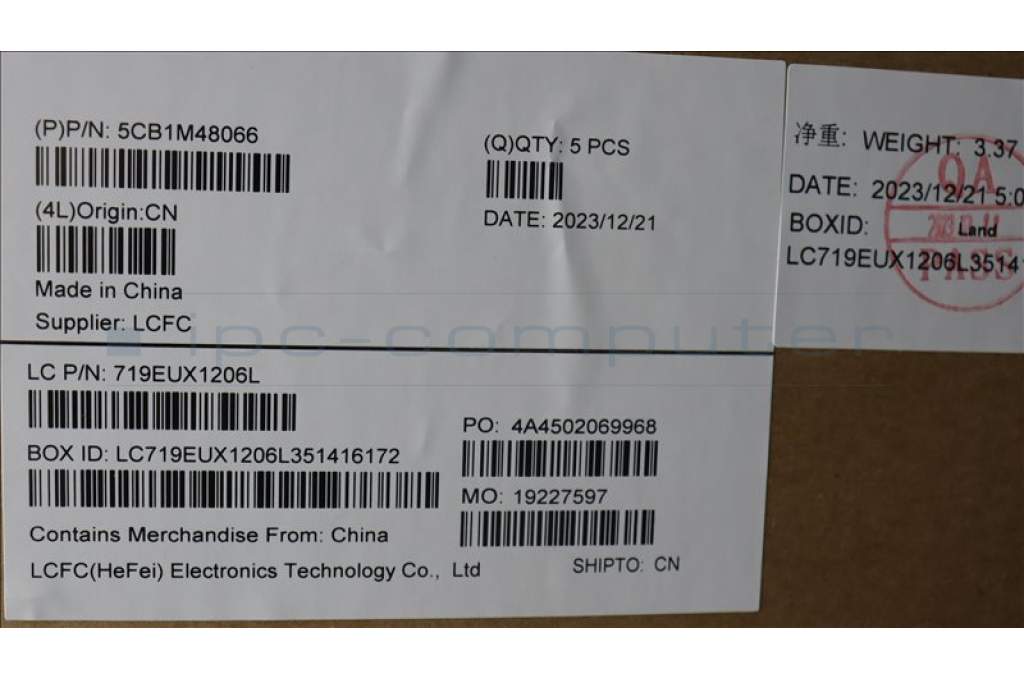 (P)P/N: 5CB1M48066
(Q)QTY: 5 PCS
(4L)Origin:CN
DATE: 2023/12/21
Made in China
Supplier: LCFC
净重: WEIGHT: 3.37
DATE: 2023/12/21 5:0
BOXID: Land
LC719EUX1206L3514
QA
PASS
ipc-computer
LC P/N: 719EUX1206L
PO: 4A4502069968
BOX ID: LC719EUX1206L351416172
MO: 19227597
Contains Merchandise From: China
LCFC(HeFei) Electronics Technology Co., Ltd
SHIPTO: CN